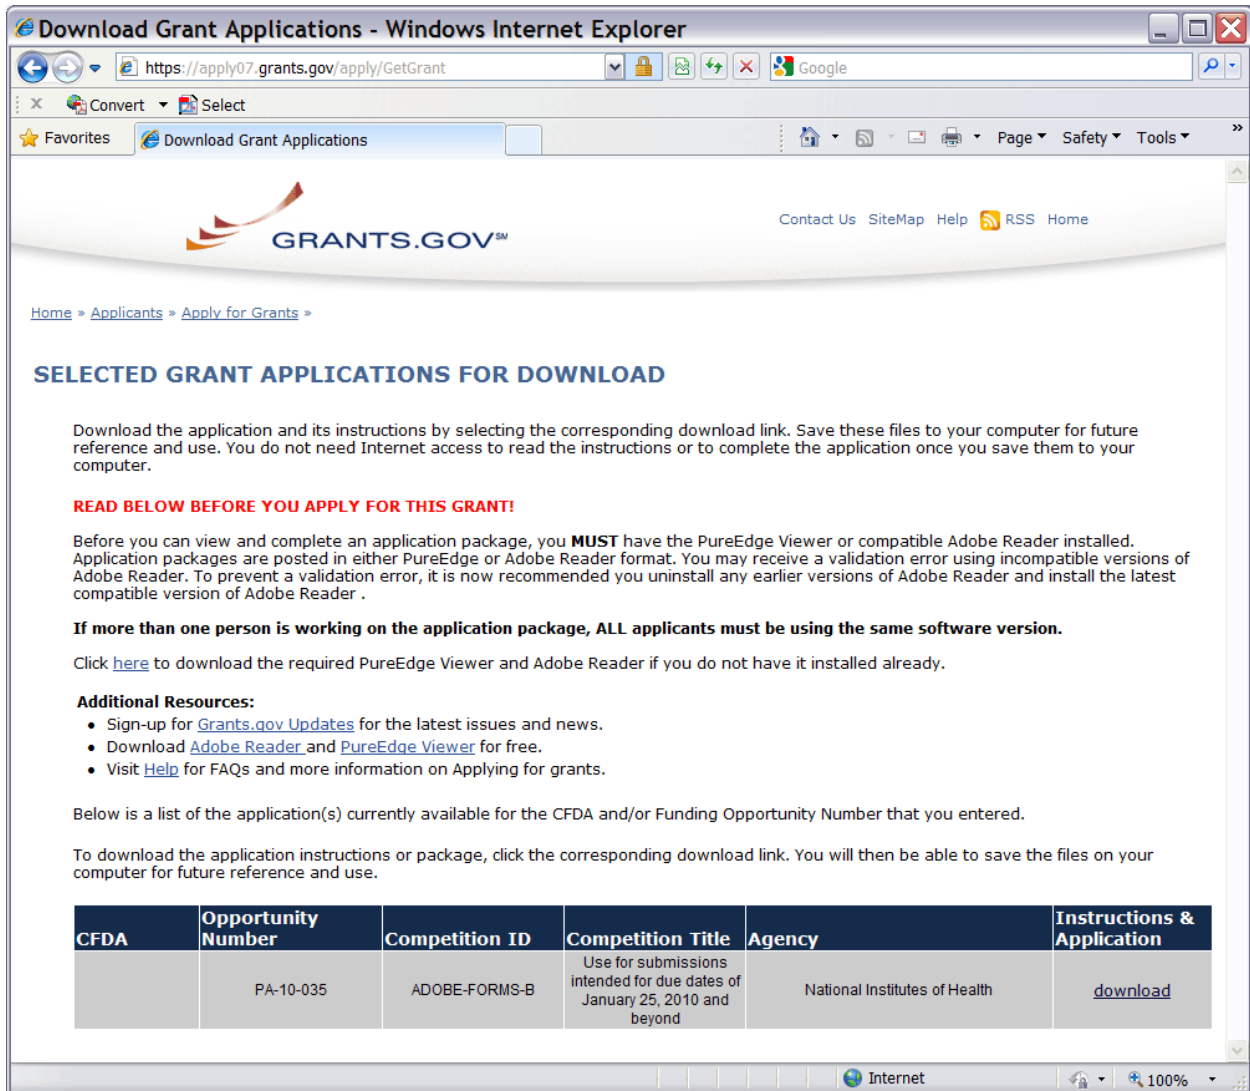 Download Grant Applications - Windows Internet Explorer
https://apply07.grants.gov/apply/GetGrant
Google
x Convert Select
Favorites Download Grant Applications Page Safety Tools »
GRANTS.GOV℠
Contact Us SiteMap Help RSS Home
Home » Applicants » Apply for Grants »
SELECTED GRANT APPLICATIONS FOR DOWNLOAD
Download the application and its instructions by selecting the corresponding download link. Save these files to your computer for future
reference and use. You do not need Internet access to read the instructions or to complete the application once you save them to your
computer.
READ BELOW BEFORE YOU APPLY FOR THIS GRANT!
Before you can view and complete an application package, you MUST have the PureEdge Viewer or compatible Adobe Reader installed.
Application packages are posted in either PureEdge or Adobe Reader format. You may receive a validation error using incompatible versions of
Adobe Reader. To prevent a validation error, it is now recommended you uninstall any earlier versions of Adobe Reader and install the latest
compatible version of Adobe Reader .
If more than one person is working on the application package, ALL applicants must be using the same software version.
Click here to download the required PureEdge Viewer and Adobe Reader if you do not have it installed already.
Additional Resources:
• Sign-up for Grants.gov Updates for the latest issues and news.
• Download Adobe Reader and PureEdge Viewer for free.
• Visit Help for FAQs and more information on Applying for grants.
Below is a list of the application(s) currently available for the CFDA and/or Funding Opportunity Number that you entered.
To download the application instructions or package, click the corresponding download link. You will then be able to save the files on your
computer for future reference and use.
CFDA Opportunity Number Competition ID Competition Title Agency Instructions & Application
PA-10-035 ADOBE-FORMS-B Use for submissions intended for due dates of January 25, 2010 and beyond National Institutes of Health download
Internet 100%